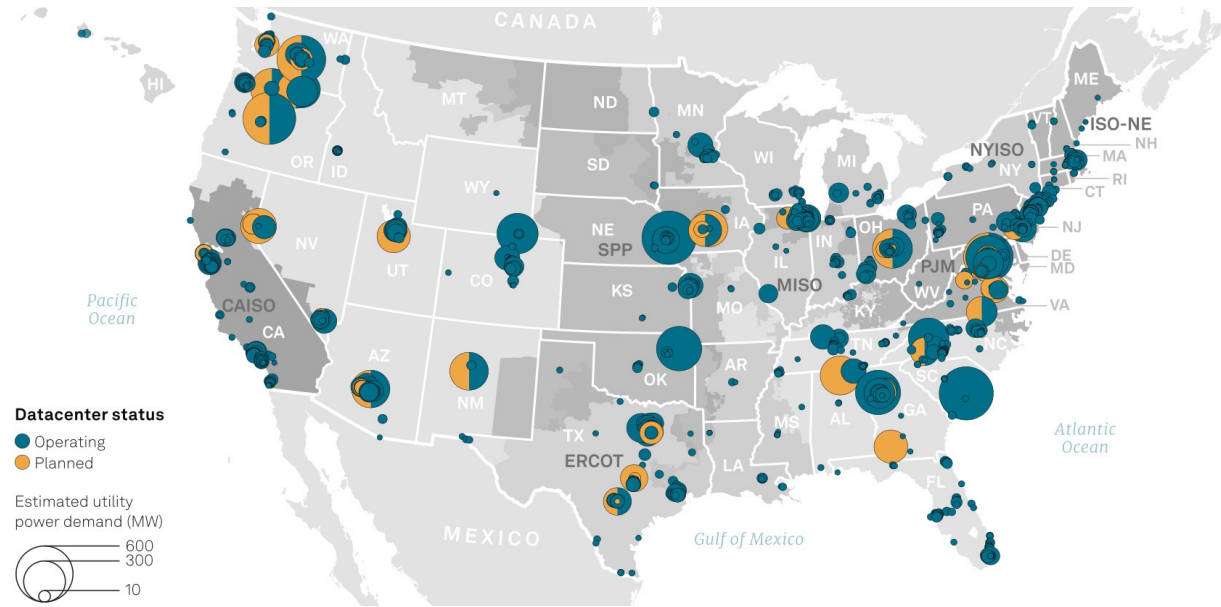 CANADA
WA
HI
MT
ND
MN
ME
VT
ISO-NE
NYISO
NH
OR
ID
SD
WI
MI
NY
MA
WY
RI
CT
IA
PA
NE
SPP
OH
NJ
NV
IL
IN
UT
CO
PJM
DE
MD
MISO
WV
Pacific
Ocean
CAISO
KS
MO
KY
VA
CA
TN
NC
AZ
OK
AR
SC
NM
Datacenter status
Operating
Planned
MS
AL
GA
TX
Atlantic
Ocean
ERCOT
LA
FL
Estimated utility
power demand (MW)
MEXICO
Gulf of Mexico
600
300
10